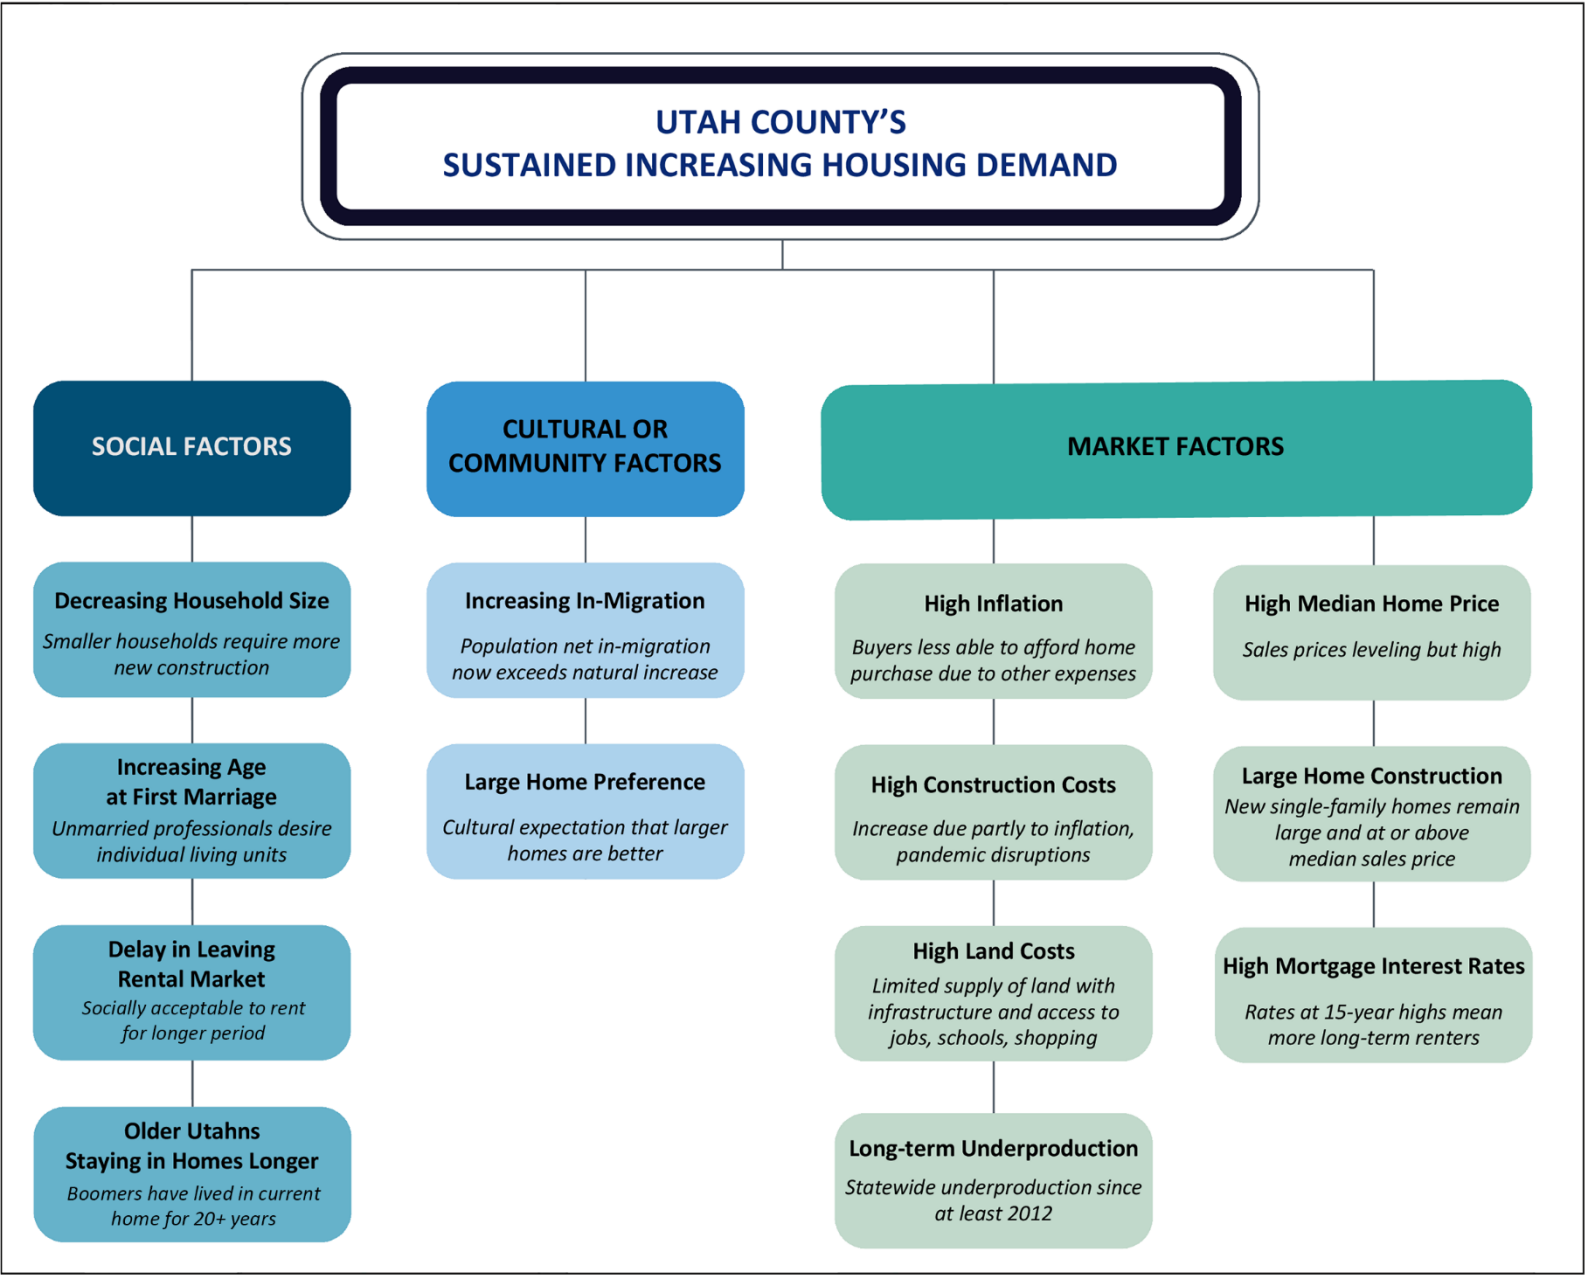 UTAH COUNTY’S
SUSTAINED INCREASING HOUSING DEMAND
SOCIAL FACTORS
Decreasing Household Size
Smaller households require more
new construction
Increasing Age
at First Marriage
Unmarried professionals desire
individual living units
Delay in Leaving
Rental Market
Socially acceptable to rent
for longer period
Older Utahns
Staying in Homes Longer
Boomers have lived in current
home for 20+ years
CULTURAL OR
COMMUNITY FACTORS
Increasing In-Migration
Population net in-migration
now exceeds natural increase
Large Home Preference
Cultural expectation that larger
homes are better
MARKET FACTORS
High Inflation
Buyers less able to afford home
purchase due to other expenses
High Construction Costs
Increase due partly to inflation,
pandemic disruptions
High Land Costs
Limited supply of land with
infrastructure and access to
jobs, schools, shopping
Long-term Underproduction
Statewide underproduction since
at least 2012
High Median Home Price
Sales prices leveling but high
Large Home Construction
New single-family homes remain
large and at or above
median sales price
High Mortgage Interest Rates
Rates at 15-year highs mean
more long-term renters